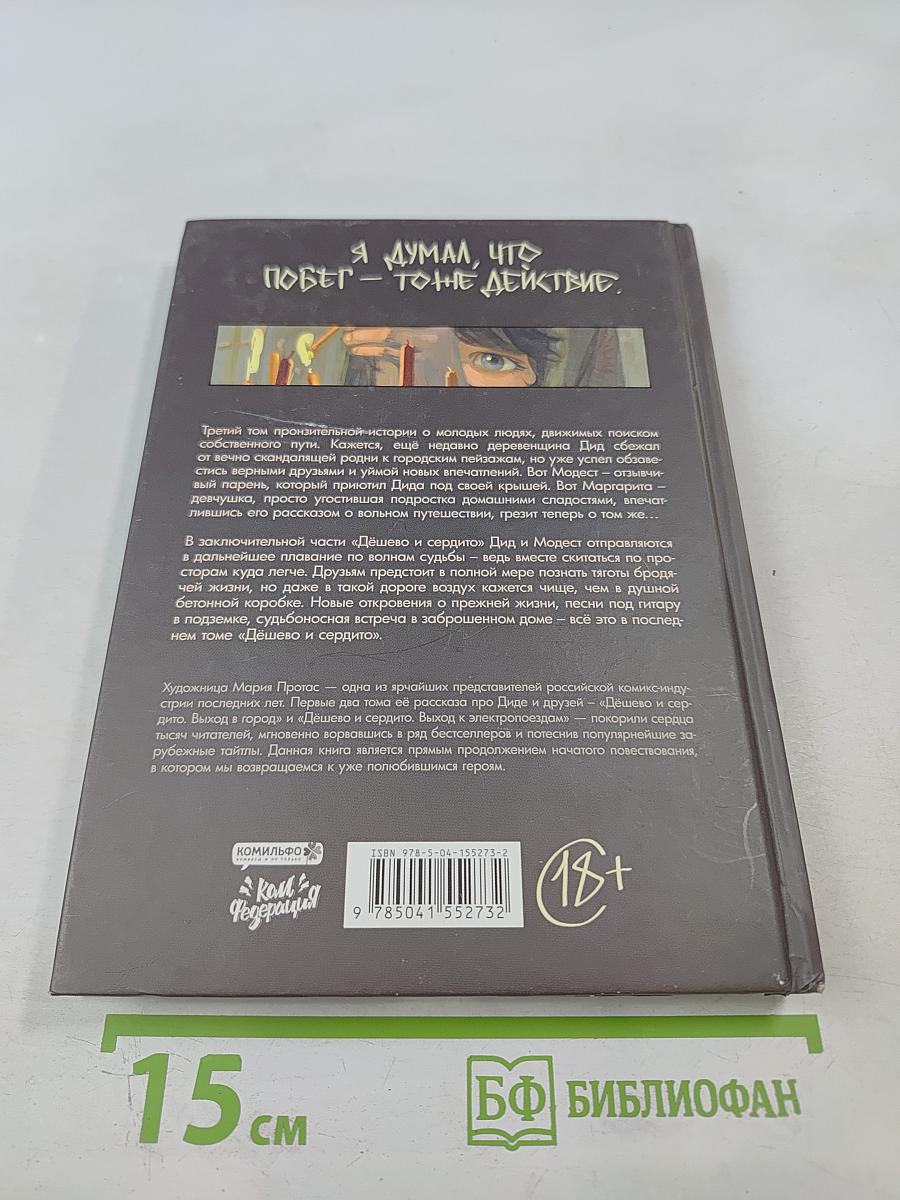 Я ДУМАЛ, ЧТО
ПОБЕГ — ТОЖЕ ДЕЙСТВИЕ.
Третий том пронзительной истории о молодых людях, движимых поиском
собственного пути. Кажется, ещё недавно деревенщина Дид сбежал
от вечно скандалящей родни к городским пейзажам, но уже успел обзаве-
стись верными друзьями и уймой новых впечатлений. Вот Модест – отзывчи-
вый парень, который приютил Дида под своей крышей. Вот Маргарита –
девчушка, просто угостившая подростка домашними сладостями, впечат-
лившись его рассказом о вольном путешествии, грезит теперь о том же...
В заключительной части «Дёшево и сердито» Дид и Модест отправляются
в дальнейшее плавание по волнам судьбы – ведь вместе скитаться по про-
сторам куда легче. Друзьям предстоит в полной мере познать тяготы бродя-
чей жизни, но даже в такой дороге воздух кажется чище, чем в душной
бетонной коробке. Новые откровения о прежней жизни, песни под гитару
в подземке, судьбоносная встреча в заброшенном доме – всё это в послед-
нем томе «Дёшево и сердито».
Художница Мария Протас — одна из ярчайших представителей российской комикс-инду-
стрии последних лет. Первые два тома её рассказа про Диде и друзей – «Дёшево и сер-
дито. Выход в город» и «Дёшево и сердито. Выход к электропоездам» — покорили сердца
тысяч читателей, мгновенно ворвавшись в ряд бестселлеров и потеснив популярнейшие за-
рубежные тайтлы. Данная книга является прямым продолжением начатого повествования,
в котором мы возвращаемся к уже полюбившимся героям.
КОМИЛЬФО
КОМИКСЫ И НЕ ТОЛЬКО
КОМ
ФЕДЕРАЦИЯ
ISBN 978-5-04-155273-2
9 785041 552732
18+
15 см
БФ БИБЛИОФАН